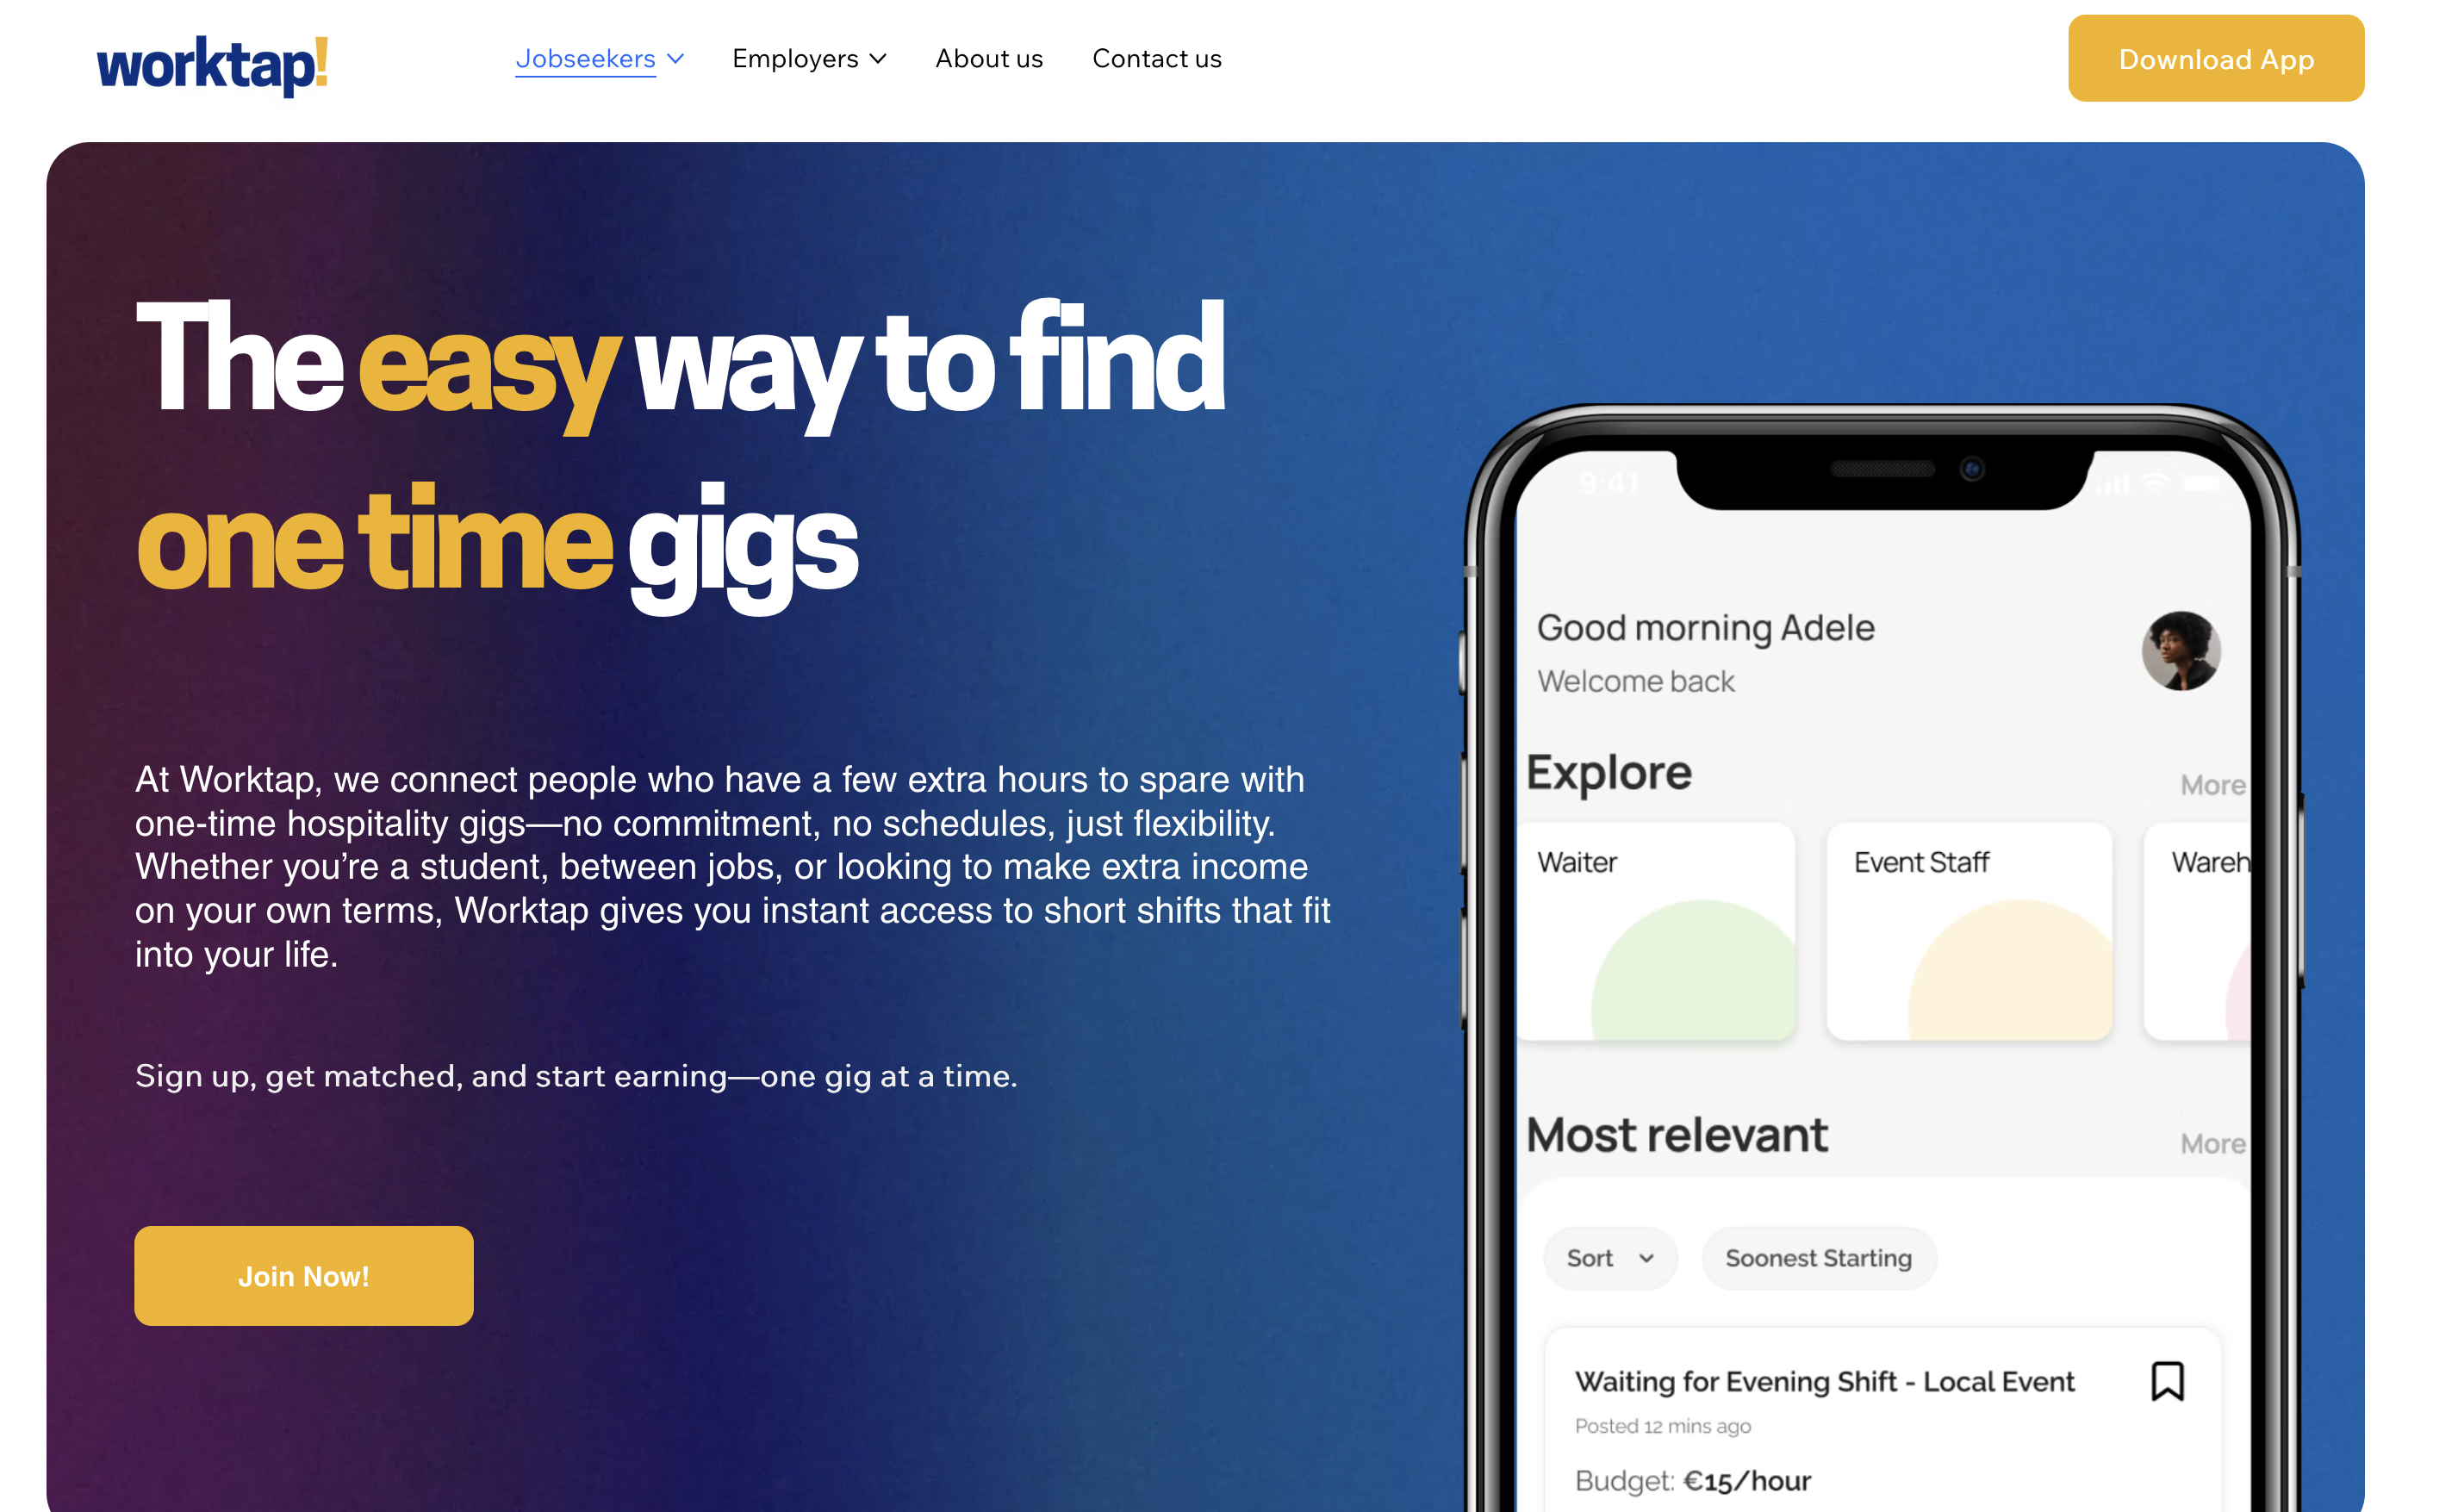 worktap!
Jobseekers
Employers
About us
Contact us
Download App
The easy way to find
one time gigs
At Worktap, we connect people who have a few extra hours to spare with
one-time hospitality gigs—no commitment, no schedules, just flexibility.
Whether you’re a student, between jobs, or looking to make extra income
on your own terms, Worktap gives you instant access to short shifts that fit
into your life.
Sign up, get matched, and start earning—one gig at a time.
Join Now!
9:41
Good morning Adele
Welcome back
Explore
More
Waiter
Event Staff
Wareh
Most relevant
More
Sort
Soonest Starting
Waiting for Evening Shift - Local Event
Posted 12 mins ago
Budget: €15/hour